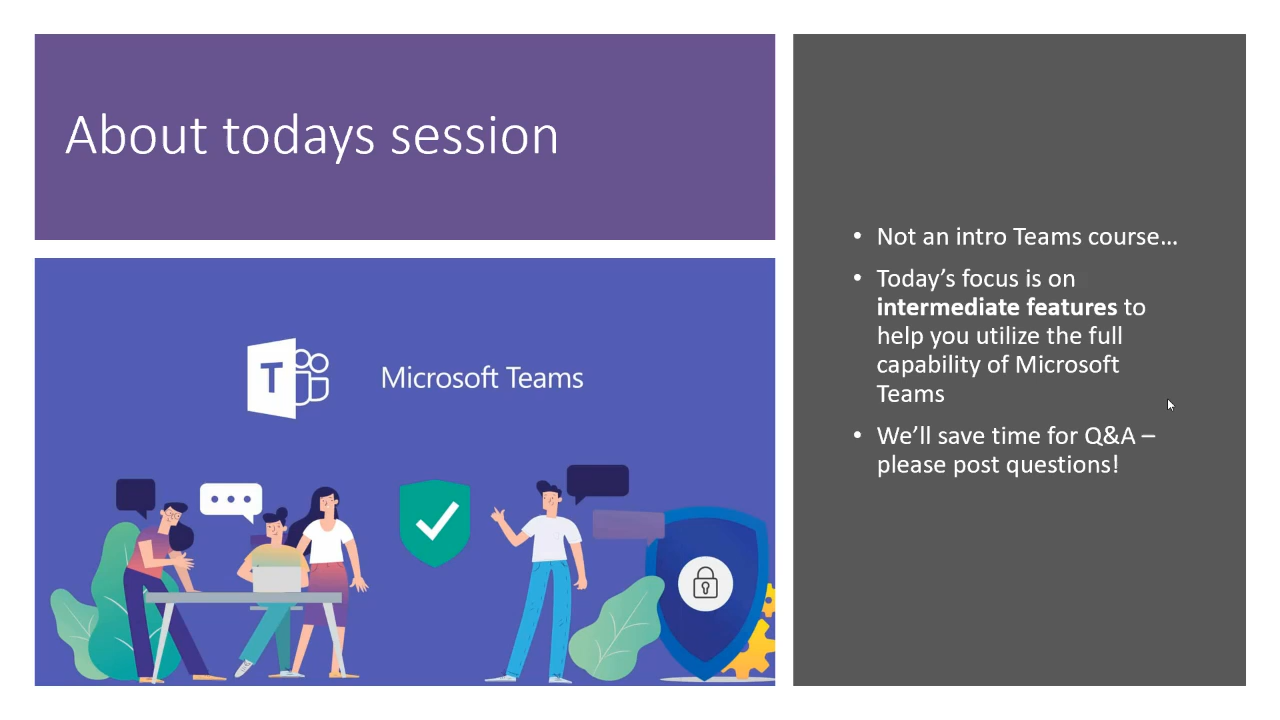 About todays session
T
Microsoft Teams
• Not an intro Teams course…
• Today’s focus is on
intermediate features to
help you utilize the full
capability of Microsoft
Teams
• We’ll save time for Q&A –
please post questions!